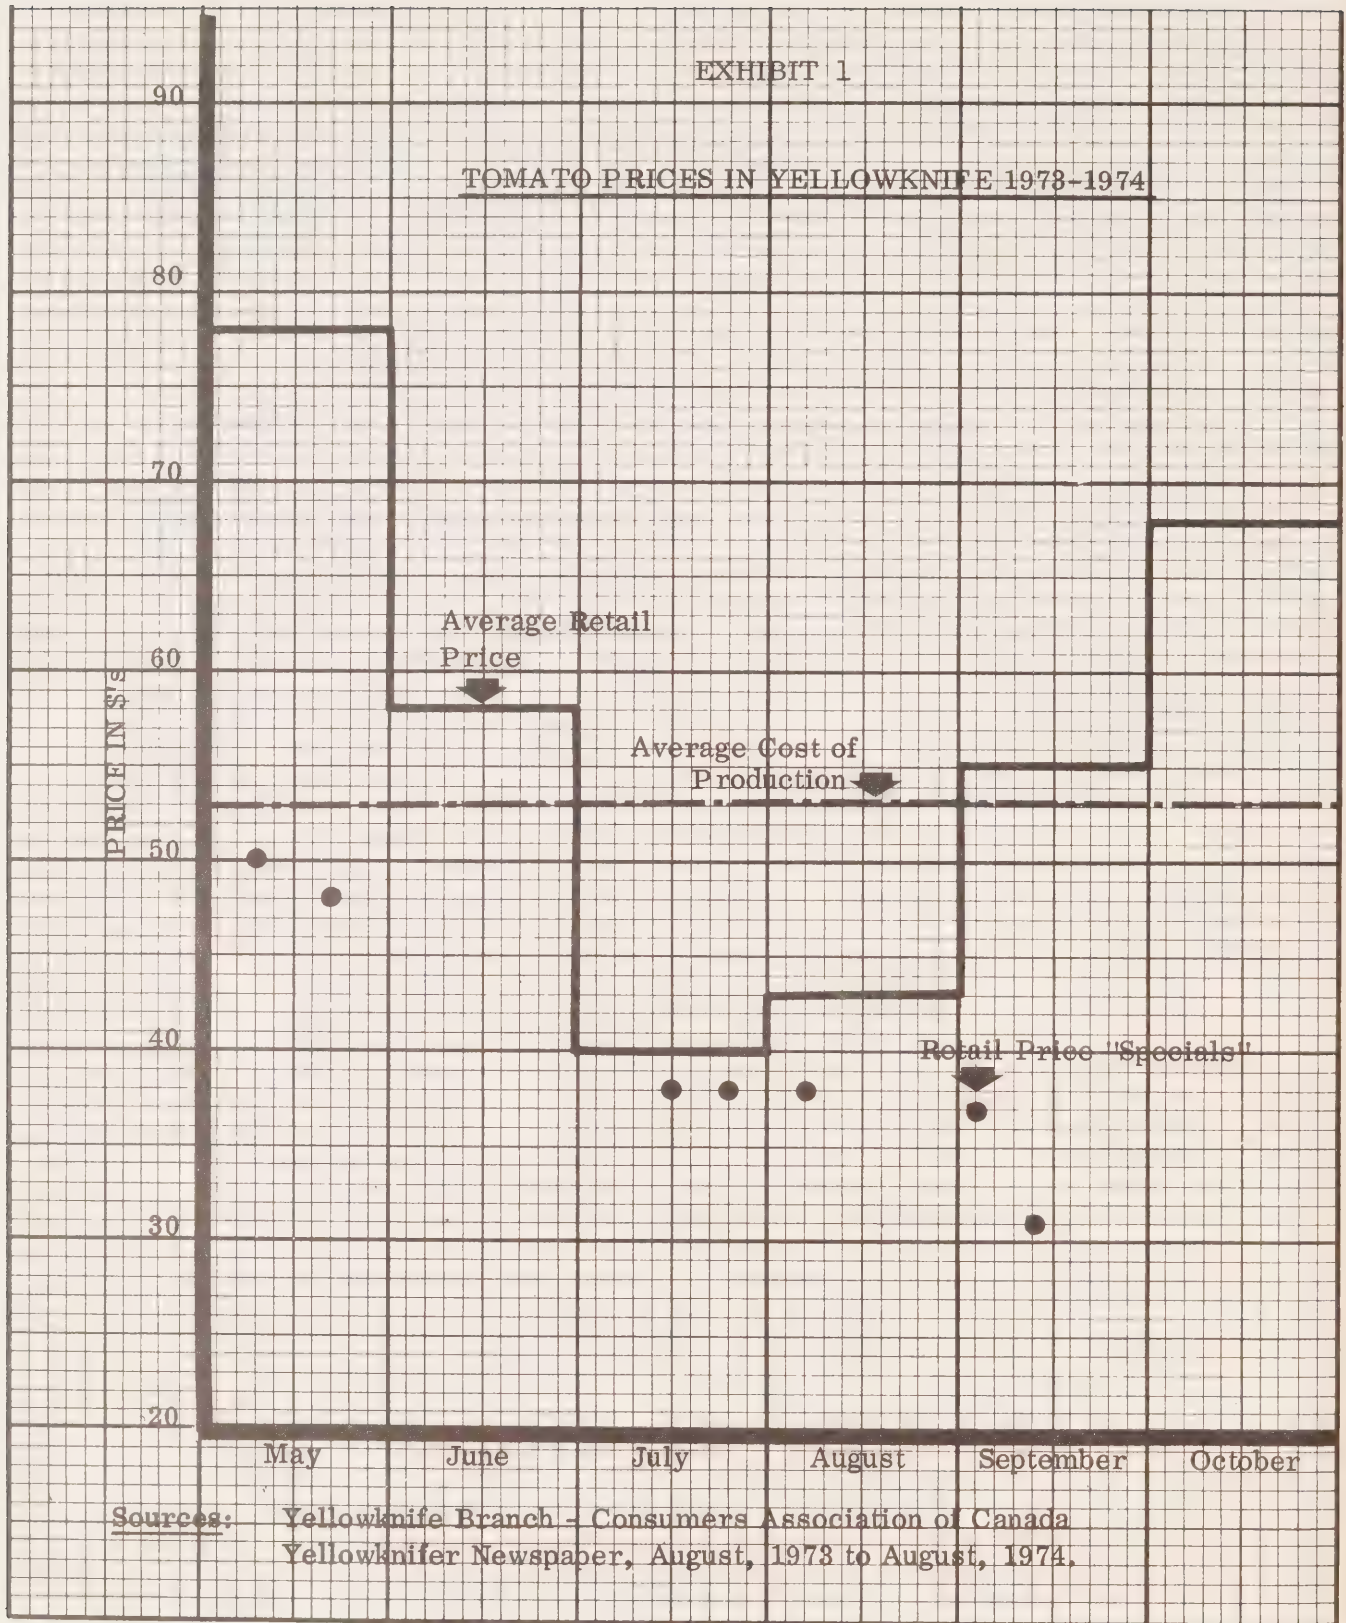 EXHIBIT 1
TOMATO PRICES IN YELLOWKNIFE 1973-1974
90
80
70
60
50
40
30
20
PRICE IN $'s
Average Retail
Price
Average Cost of
Production
Retail Price "Specials"
May June July August September October
Sources: Yellowknife Branch - Consumers Association of Canada
Yellowknifer Newspaper, August, 1973 to August, 1974.